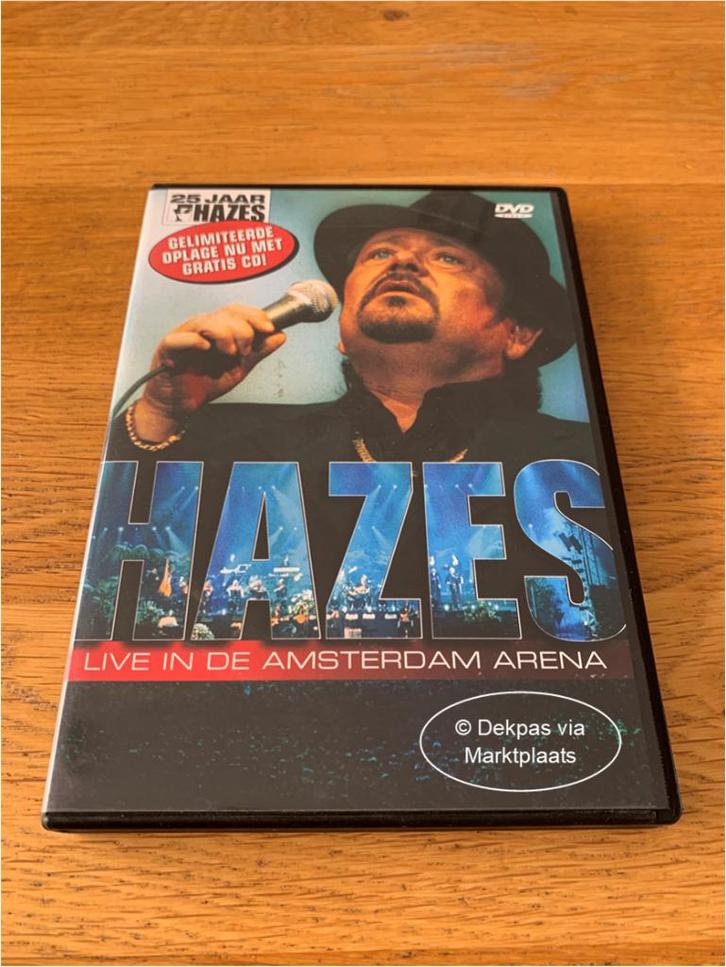 25 JAAR
HAZES
DVD
VIDEO
GELIMITEERDE
OPLAGE NU MET
GRATIS CD!
HAZES
LIVE IN DE AMSTERDAM ARENA
© Dekpas via
Marktplaats